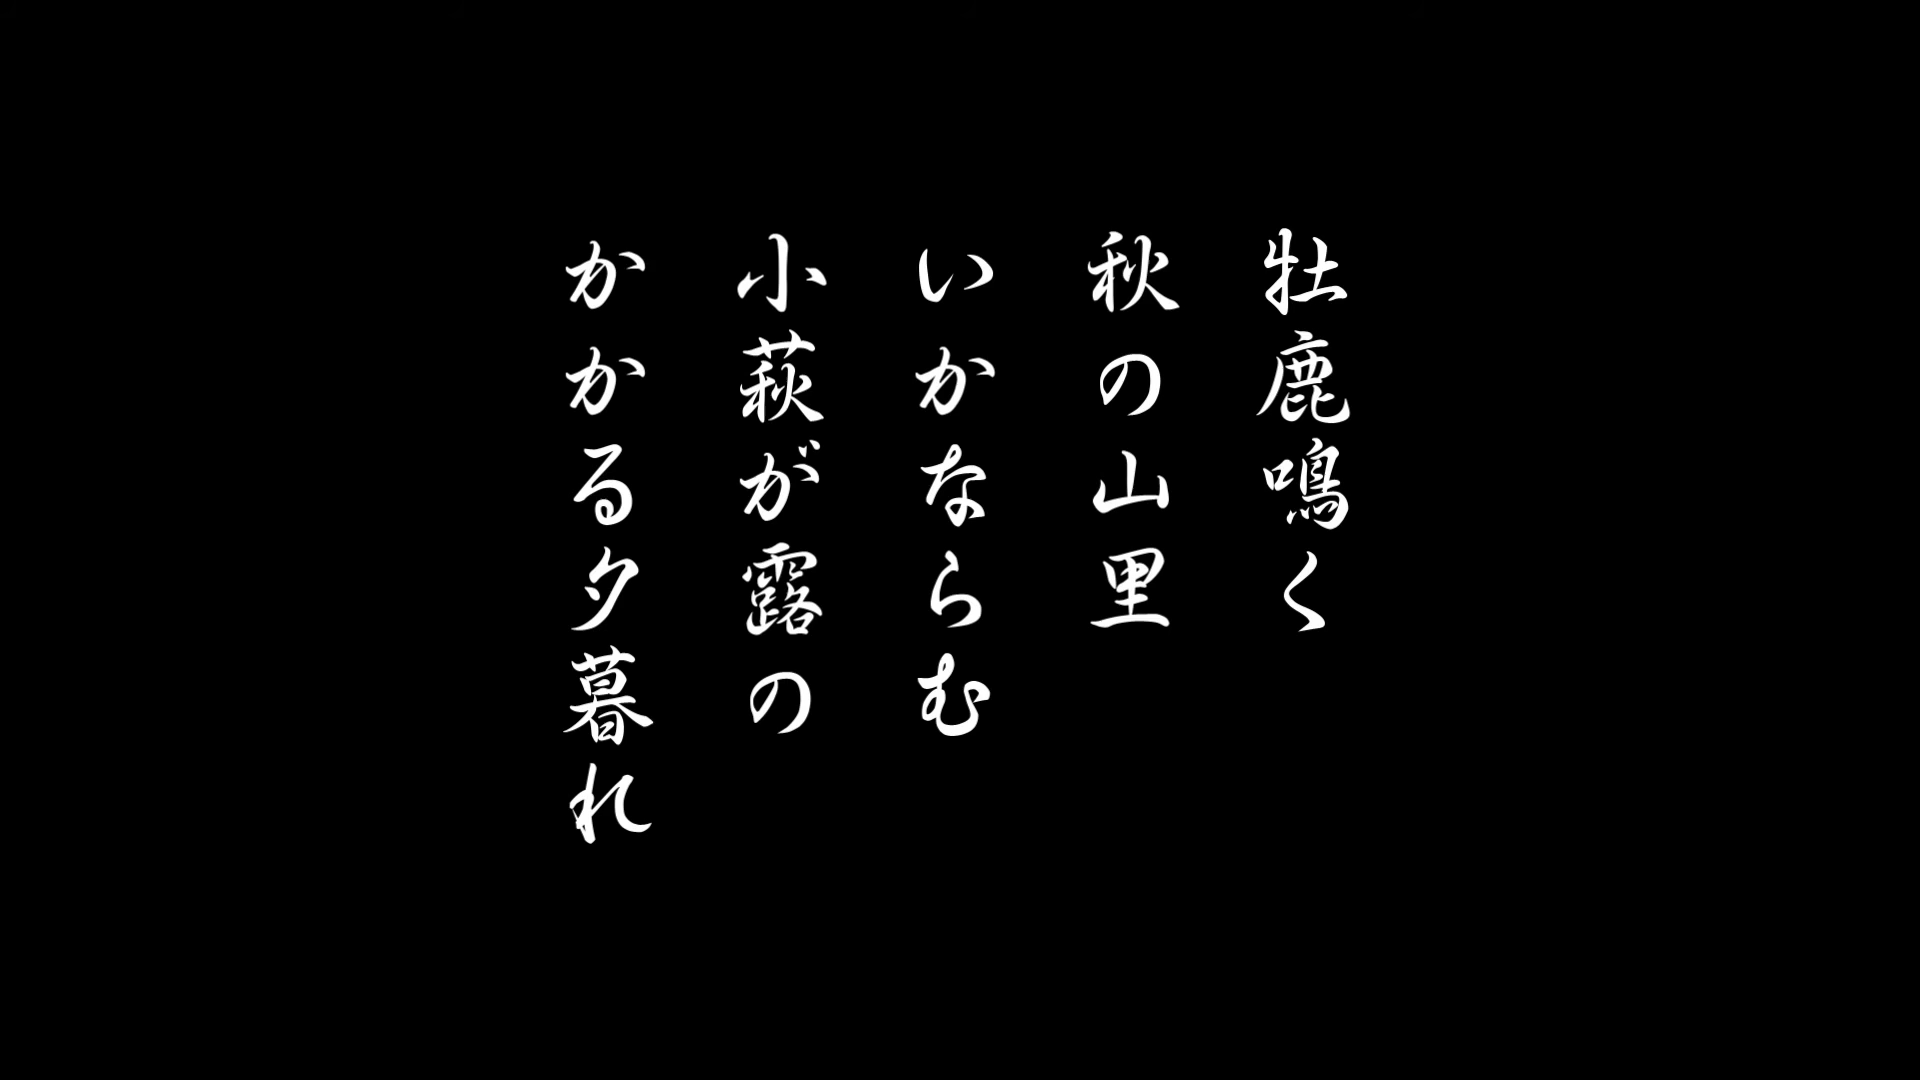 牡鹿鳴く
秋の山里
いかならむ
小萩が露の
かかる夕暮れ